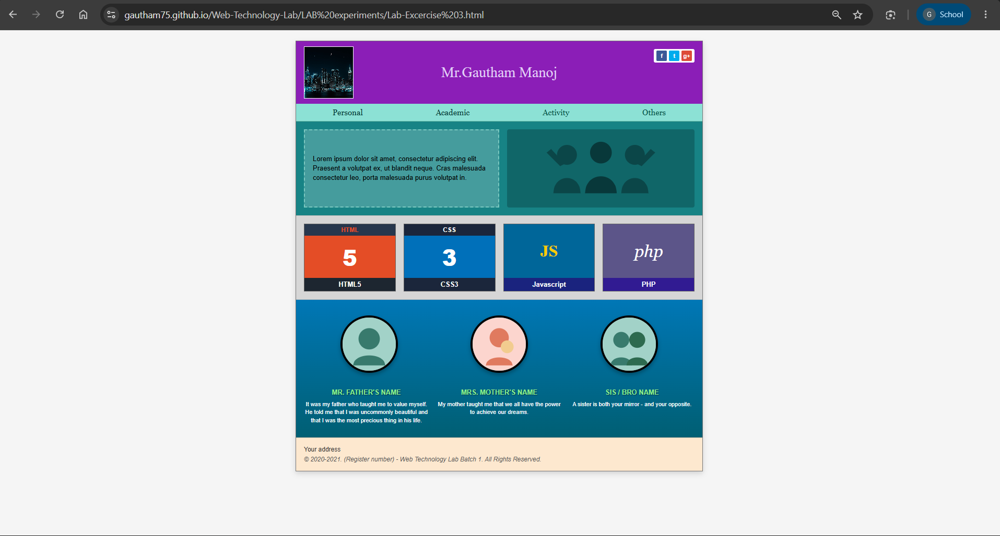 gautham75.github.io/Web-Technology-Lab/LAB%20experiments/Lab-Excercise%203.html
G School
f t g+
Mr.Gautham Manoj
Personal Academic Activity Others
Lorem ipsum dolor sit amet, consectetur adipiscing elit.
Praesent a volutpat ex, ut blandit neque. Cras malesuada
consectetur leo, porta malesuada purus volutpat in.
HTML
5
HTML5
CSS
3
CSS3
JS
Javascript
php
PHP
MR. FATHER'S NAME
It was my father who taught me to value myself.
He told me that I was uncommonly beautiful and
that I was the most precious thing in his life.
MRS. MOTHER'S NAME
My mother taught me that we all have the power
to achieve our dreams.
SIS / BRO NAME
A sister is both your mirror - and your opposite.
Your address
© 2020-2021. (Register number) - Web Technology Lab Batch 1. All Rights Reserved.